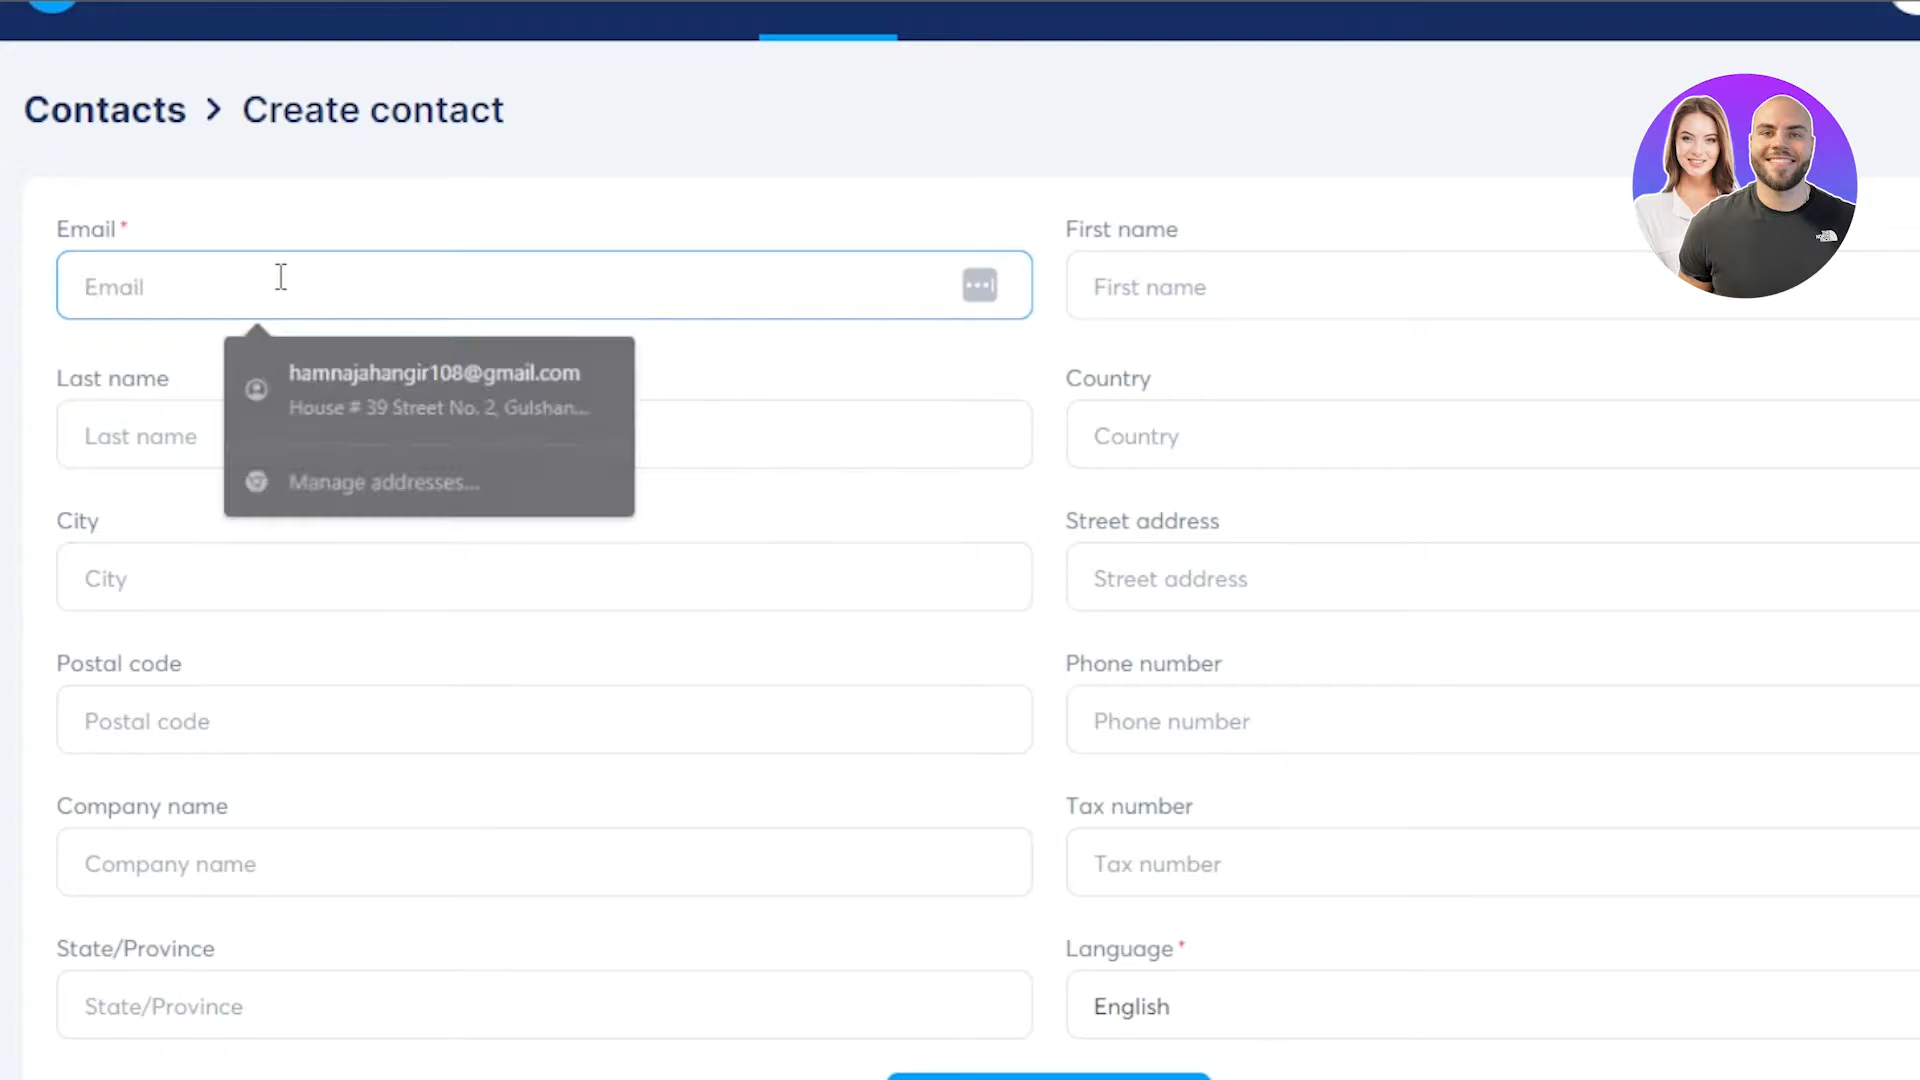 Contacts > Create contact
Email *
Email
First name
First name
hamnajahangir108@gmail.com
House # 39 Street No. 2, Gulshan...
Manage addresses...
Last name
Last name
Country
Country
City
City
Street address
Street address
Postal code
Postal code
Phone number
Phone number
Company name
Company name
Tax number
Tax number
State/Province
State/Province
Language *
English